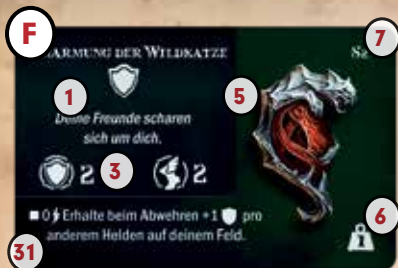 F
ARMUNG DER WILDKATZE
7
1
Deine Freunde scharen
sich um dich.
5
2 3 2
0 Erhalte beim Abwehren +1 pro
anderem Helden auf deinem Feld.
6
1
31